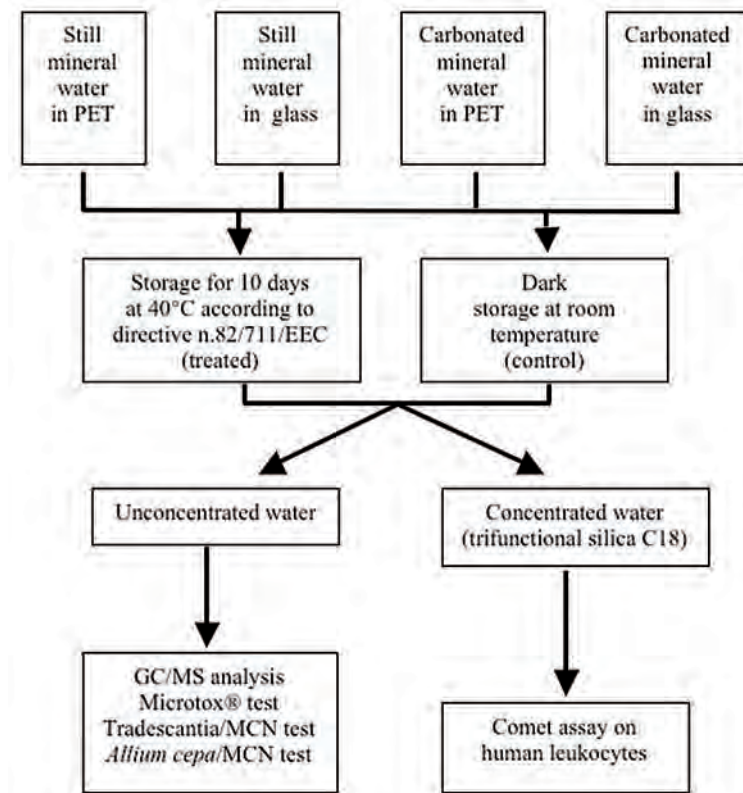 Still
mineral
water
in PET
Still
mineral
water
in glass
Carbonated
mineral
water
in PET
Carbonated
mineral
water
in glass
Storage for 10 days
at 40°C according to
directive n.82/711/EEC
(treated)
Dark
storage at room
temperature
(control)
Unconcentrated water
Concentrated water
(trifunctional silica C18)
GC/MS analysis
Microtox® test
Tradescantia/MCN test
Allium cepa/MCN test
Comet assay on
human leukocytes